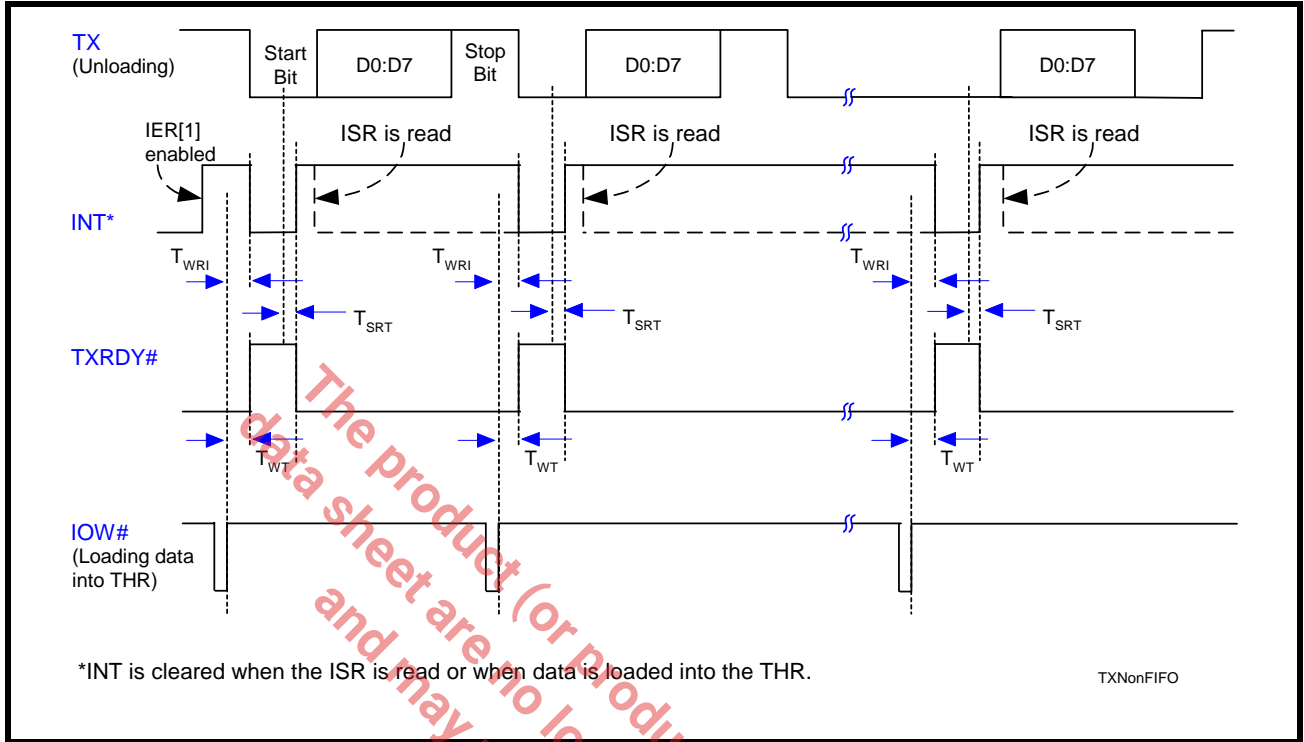 TX
(Unloading)
Start
Bit
D0:D7
Stop
Bit
D0:D7
D0:D7
IER[1]
enabled
ISR is read
ISR is read
ISR is read
INT*
TWRI
TWRI
TWRI
TSRT
TSRT
TSRT
TXRDY#
TWT
TWT
TWT
IOW#
(Loading data
into THR)
*INT is cleared when the ISR is read or when data is loaded into the THR.
TXNonFIFO
The product (or produ
data sheet are no lo
and may